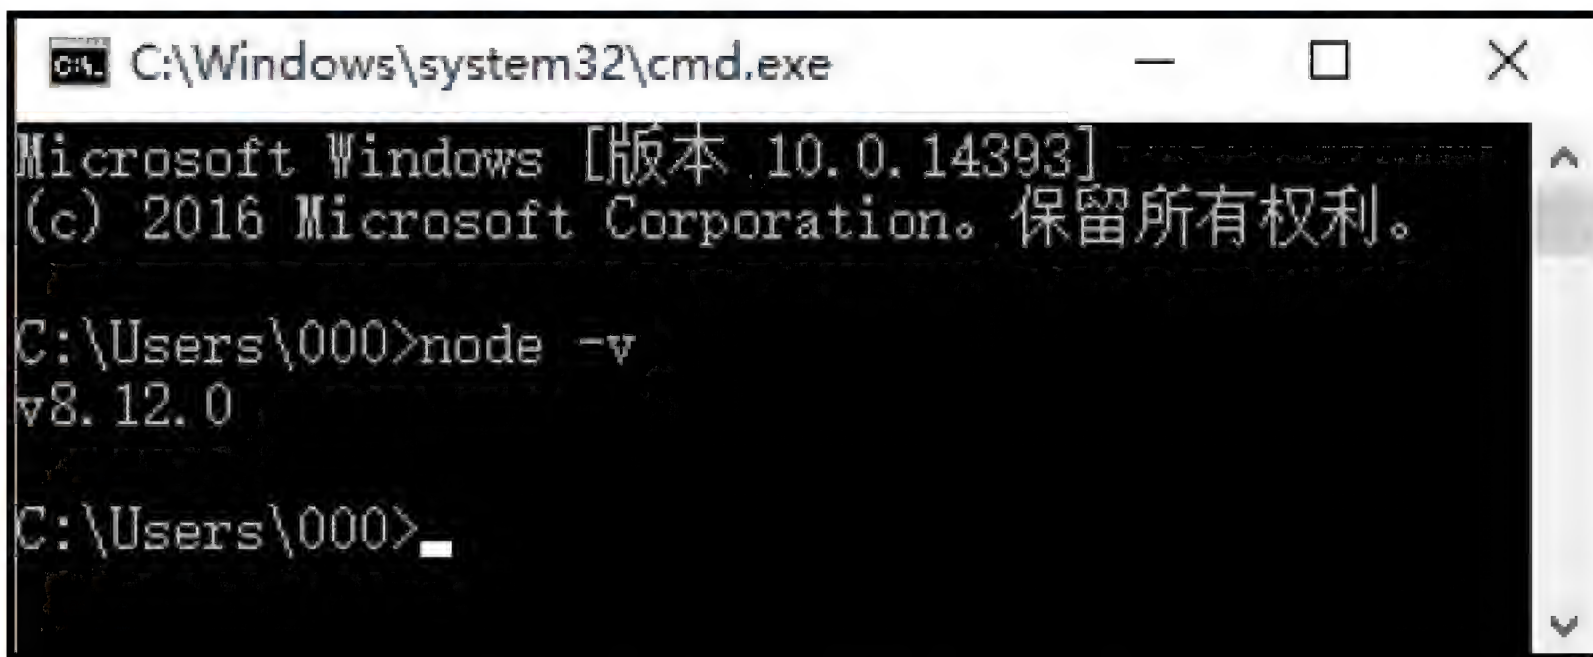 C:\Windows\system32\cmd.exe
Microsoft Windows [版本 10.0.14393]
(c) 2016 Microsoft Corporation。保留所有权利。
C:\Users\000>node -v
v8.12.0
C:\Users\000>